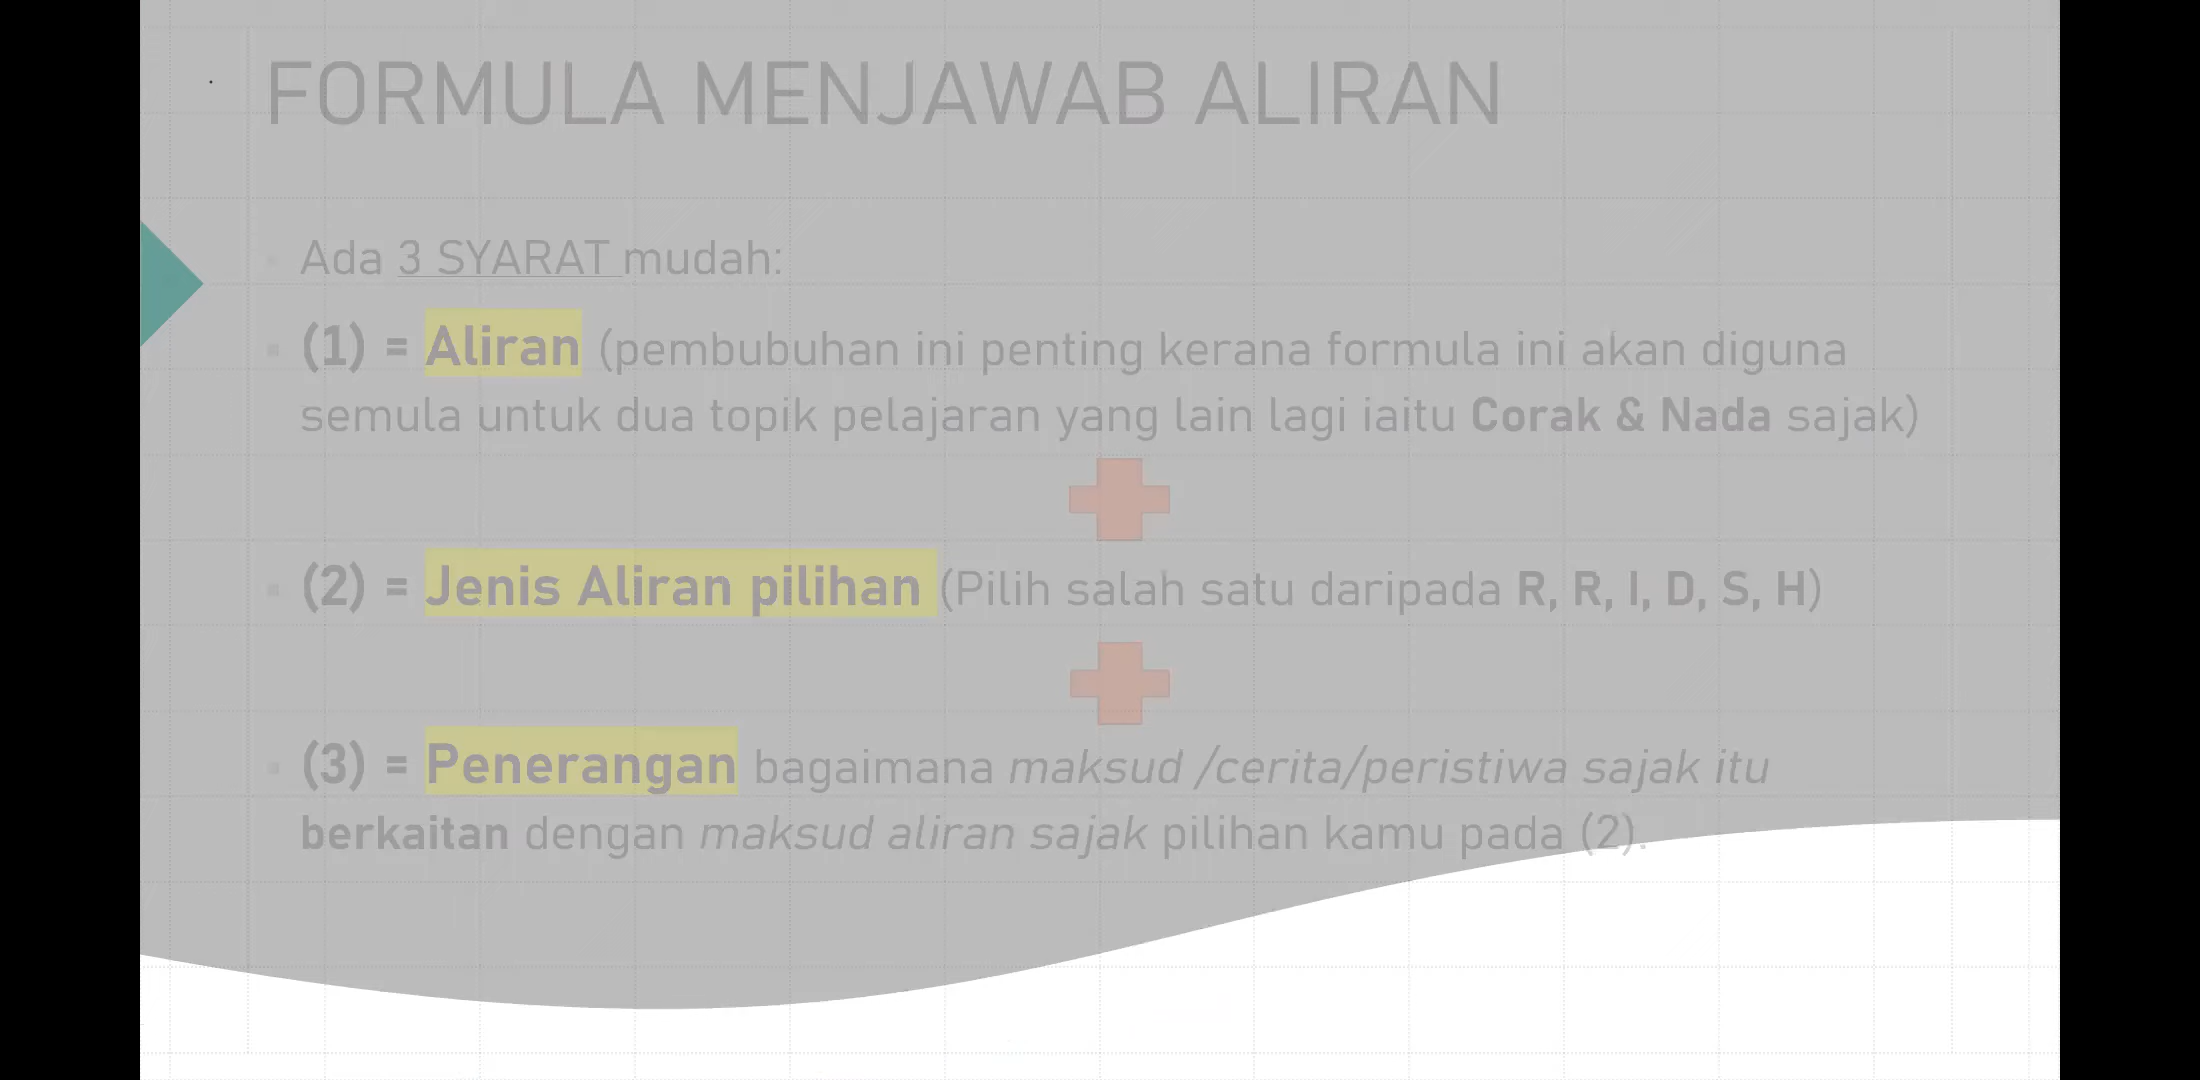 FORMULA MENJAWAB ALIRAN
Ada 3 SYARAT mudah:
(1) = Aliran (pembubuhan ini penting kerana formula ini akan diguna
semula untuk dua topik pelajaran yang lain lagi iaitu Corak & Nada sajak)
(2) = Jenis Aliran pilihan (Pilih salah satu daripada R, R, I, D, S, H)
(3) = Penerangan bagaimana maksud /cerita/peristiwa sajak itu
berkaitan dengan maksud aliran sajak pilihan kamu pada (2).